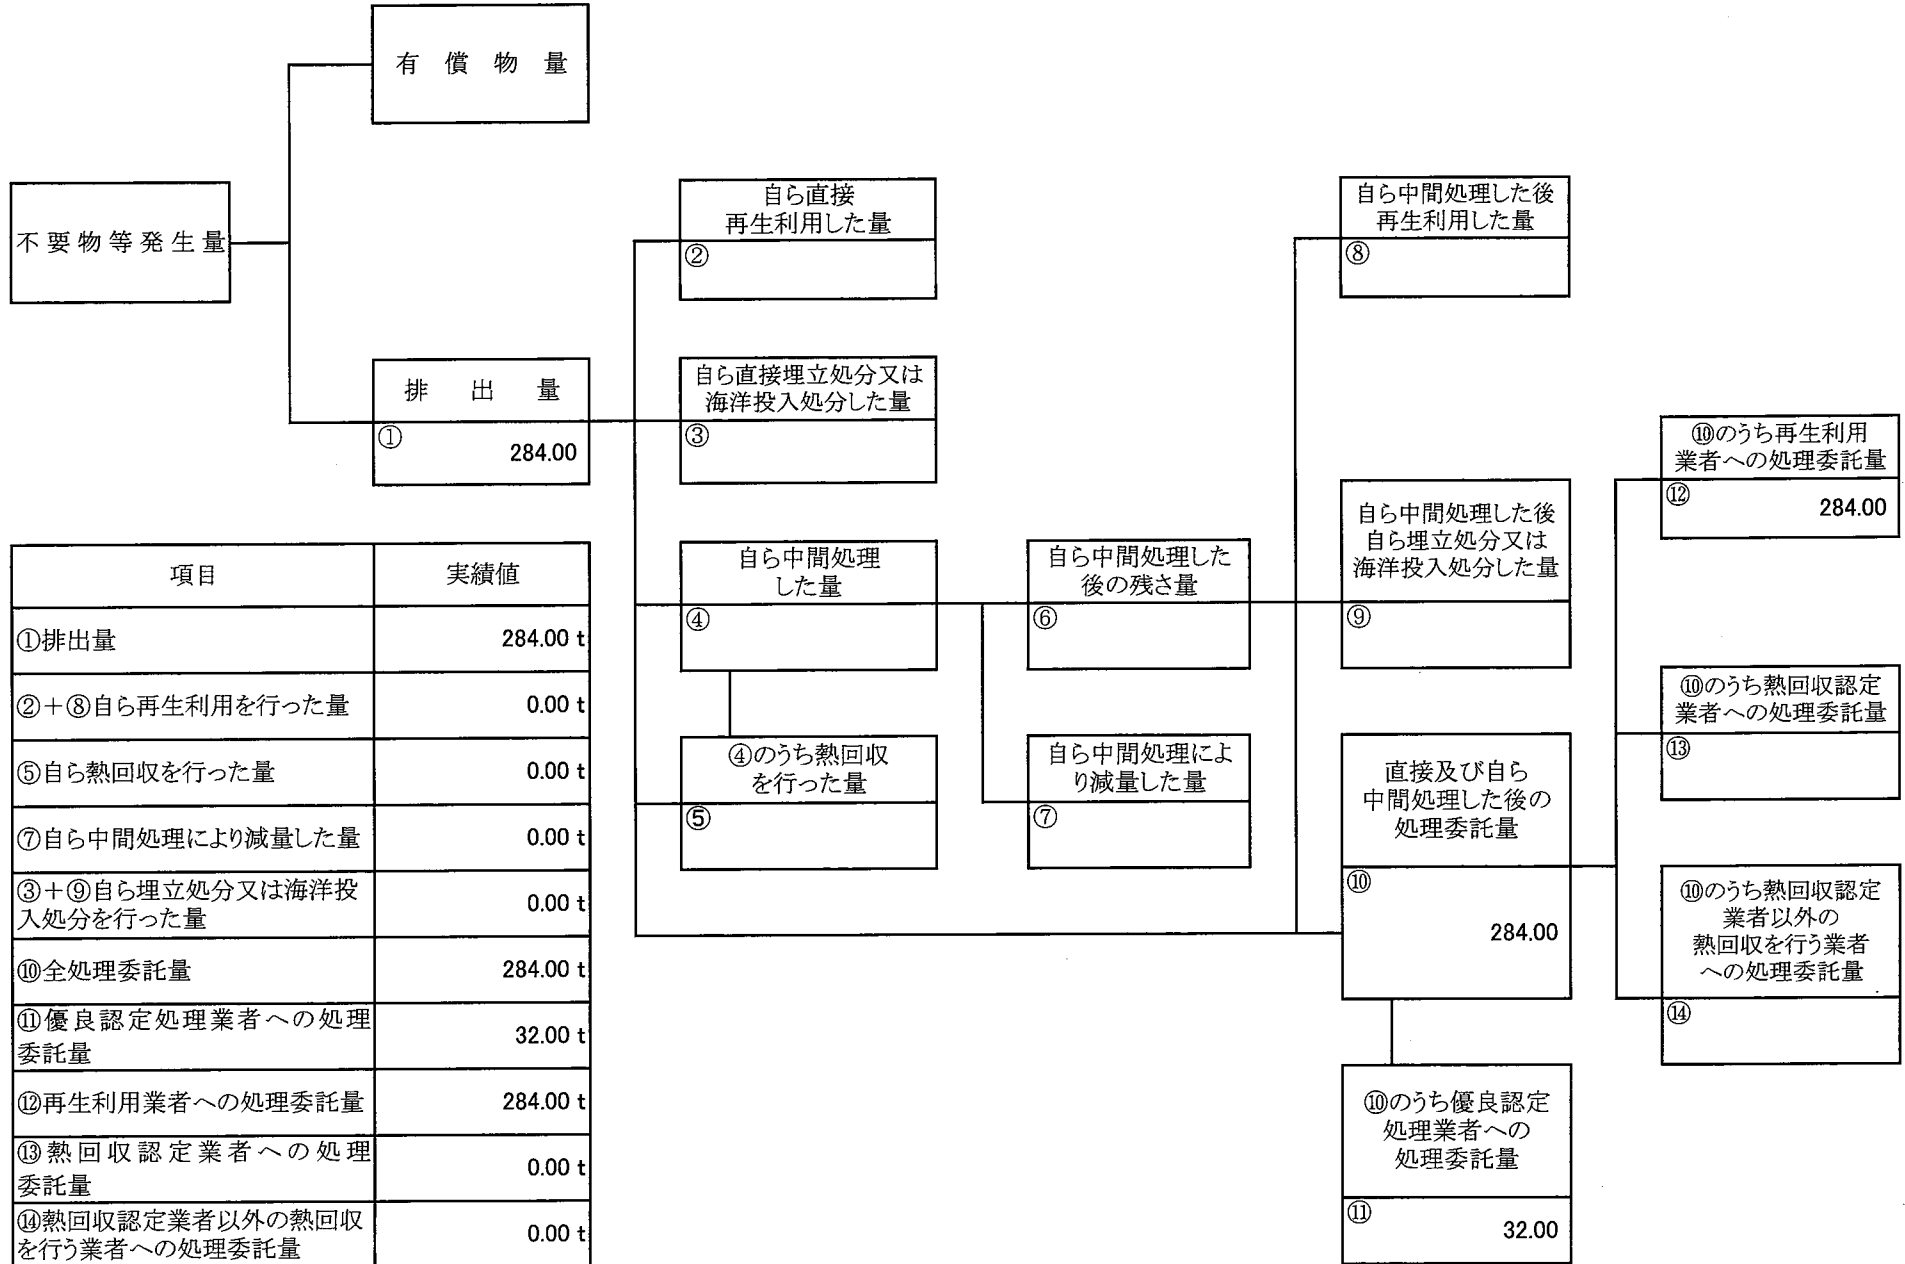 有 償 物 量
不 要 物 等 発 生 量
排 出 量
①
284.00
自ら直接
再生利用した量
②
自ら直接埋立処分又は
海洋投入処分した量
③
自ら中間処理
した量
④
④のうち熱回収
を行った量
⑤
自ら中間処理した
後の残さ量
⑥
自ら中間処理によ
り減量した量
⑦
自ら中間処理した後
再生利用した量
⑧
自ら中間処理した後
自ら埋立処分又は
海洋投入処分した量
⑨
直接及び自ら
中間処理した後の
処理委託量
⑩
284.00
⑩のうち優良認定
処理業者への
処理委託量
⑪
32.00
⑩のうち再生利用
業者への処理委託量
⑫
284.00
⑩のうち熱回収認定
業者への処理委託量
⑬
⑩のうち熱回収認定
業者以外の
熱回収を行う業者
への処理委託量
⑭
項目 実績値
①排出量 284.00 t
②+⑧自ら再生利用を行った量 0.00 t
⑤自ら熱回収を行った量 0.00 t
⑦自ら中間処理により減量した量 0.00 t
③+⑨自ら埋立処分又は海洋投
入処分を行った量 0.00 t
⑩全処理委託量 284.00 t
⑪優良認定処理業者への処理
委託量 32.00 t
⑫再生利用業者への処理委託量 284.00 t
⑬熱回収認定業者への処理
委託量 0.00 t
⑭熱回収認定業者以外の熱回収
を行う業者への処理委託量 0.00 t